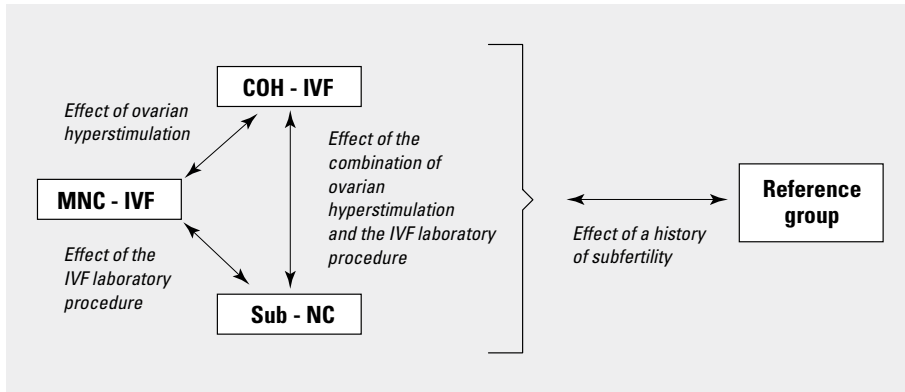 COH - IVF
Effect of ovarian
hyperstimulation
Effect of the
combination of
ovarian
hyperstimulation
and the IVF laboratory
procedure
MNC - IVF
Effect of the
IVF laboratory
procedure
Sub - NC
Effect of a history
of subfertility
Reference
group